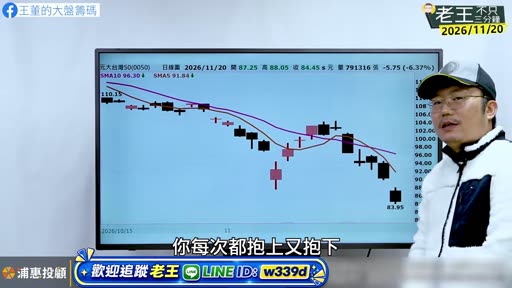 王董的大盤籌碼
老王 不只三分鐘
2026/11/20
元大台灣50(0050) 日線圖 2026/11/20 開 87.25 高 88.05 收 84.45 s 元 量 791316 張 -5.75 (-6.37%)
SMA10 96.30 SMA5 91.84
110.15
83.95
2026/10/15
11
你每次都抱上又抱下
浦惠投顧
歡迎追蹤 老王 LINE ID: w339d